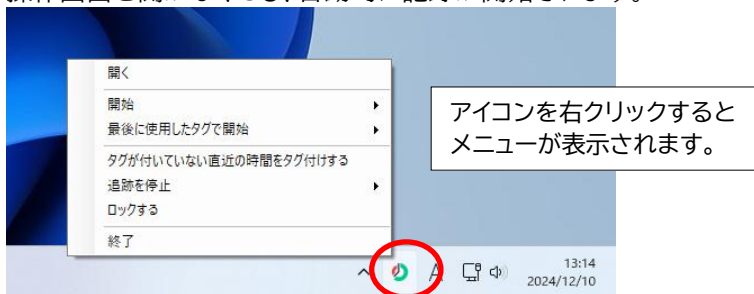 開く
開始
最後に使用したタグで開始
タグが付いていない直近の時間をタグ付けする
追跡を停止
ロックする
終了
アイコンを右クリックすると
メニューが表示されます。
A
13:14
2024/12/10